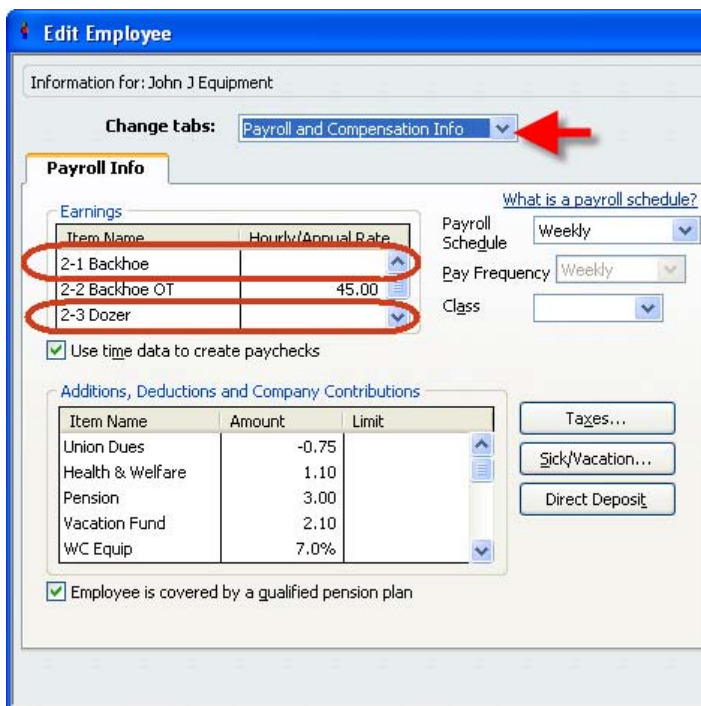 Edit Employee
Information for: John J Equipment
Change tabs: Payroll and Compensation Info
Payroll Info
What is a payroll schedule?
Earnings
Item Name Hourly/Annual Rate
2-1 Backhoe
2-2 Backhoe OT 45.00
2-3 Dozer
Payroll Schedule Weekly
Pay Frequency Weekly
Class
Use time data to create paychecks
Additions, Deductions and Company Contributions
Item Name Amount Limit
Union Dues -0.75
Health & Welfare 1.10
Pension 3.00
Vacation Fund 2.10
WC Equip 7.0%
Taxes...
Sick/Vacation...
Direct Deposit
Employee is covered by a qualified pension plan